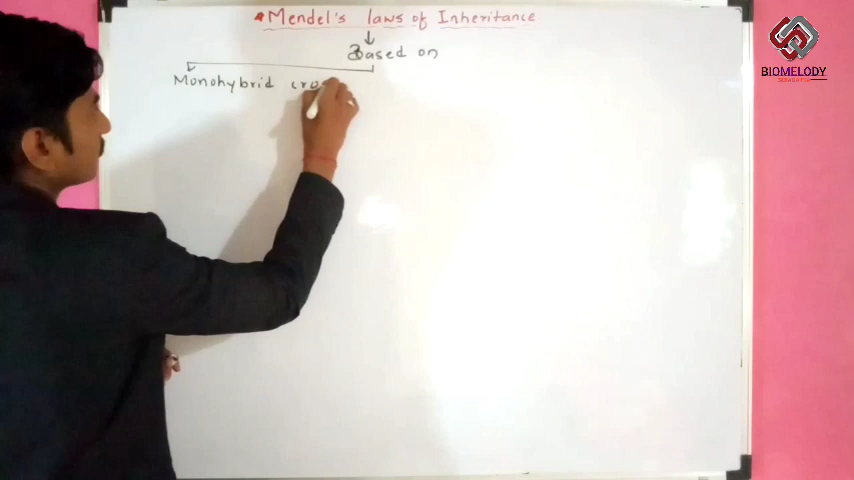 * Mendel's laws of Inheritance
Based on
Monohybrid cro
BIOMELODY